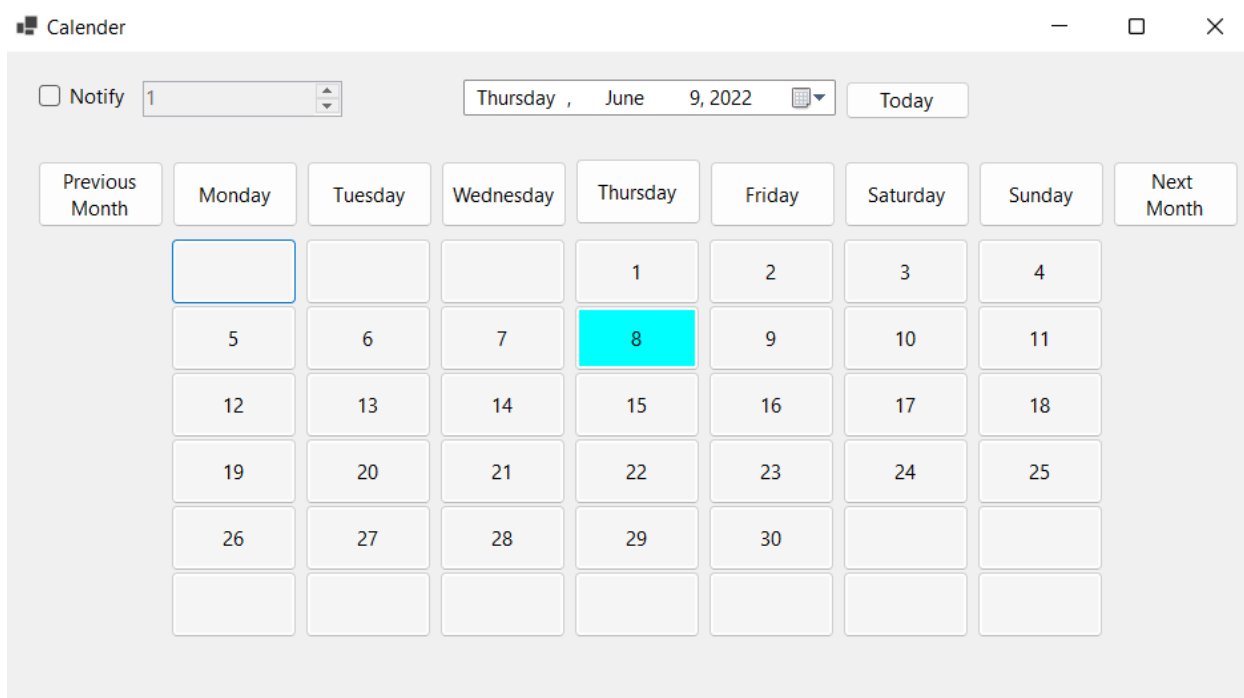 Calender
Notify 1 Thursday , June 9, 2022 Today
Previous Month Monday Tuesday Wednesday Thursday Friday Saturday Sunday Next Month
1 2 3 4
5 6 7 8 9 10 11
12 13 14 15 16 17 18
19 20 21 22 23 24 25
26 27 28 29 30